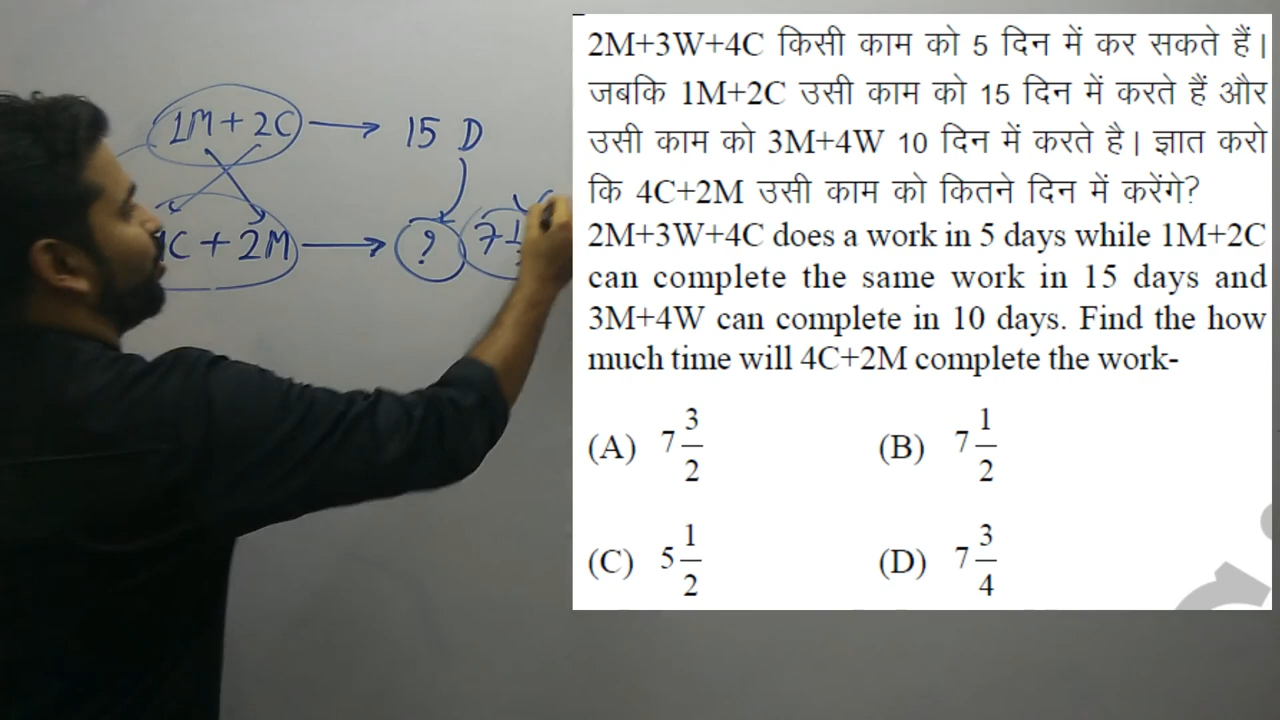 1M + 2C → 15 D
C + 2M → ? 7 1
2M+3W+4C किसी काम को 5 दिन में कर सकते हैं।
जबकि 1M+2C उसी काम को 15 दिन में करते हैं और
उसी काम को 3M+4W 10 दिन में करते है। ज्ञात करो
कि 4C+2M उसी काम को कितने दिन में करेंगे?
2M+3W+4C does a work in 5 days while 1M+2C
can complete the same work in 15 days and
3M+4W can complete in 10 days. Find the how
much time will 4C+2M complete the work-
(A) 7 3/2 (B) 7 1/2
(C) 5 1/2 (D) 7 3/4